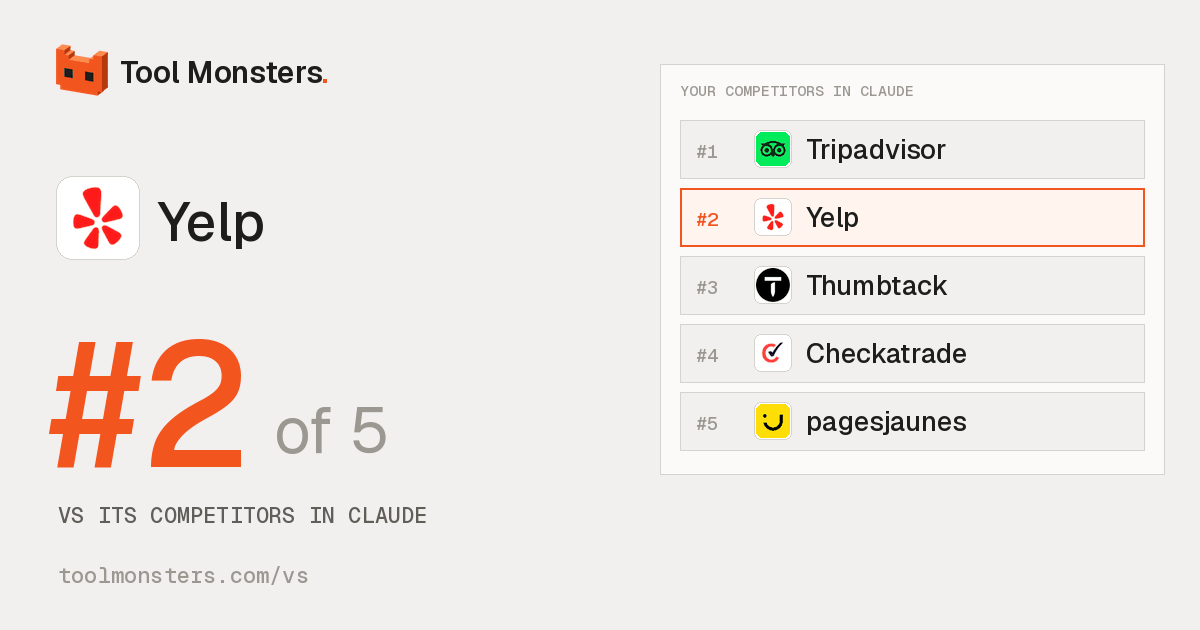 Tool Monsters.
Yelp
#2 of 5
VS ITS COMPETITORS IN CLAUDE
toolmonsters.com/vs
YOUR COMPETITORS IN CLAUDE
#1 Tripadvisor
#2 Yelp
#3 Thumbtack
#4 Checkatrade
#5 pagesjaunes